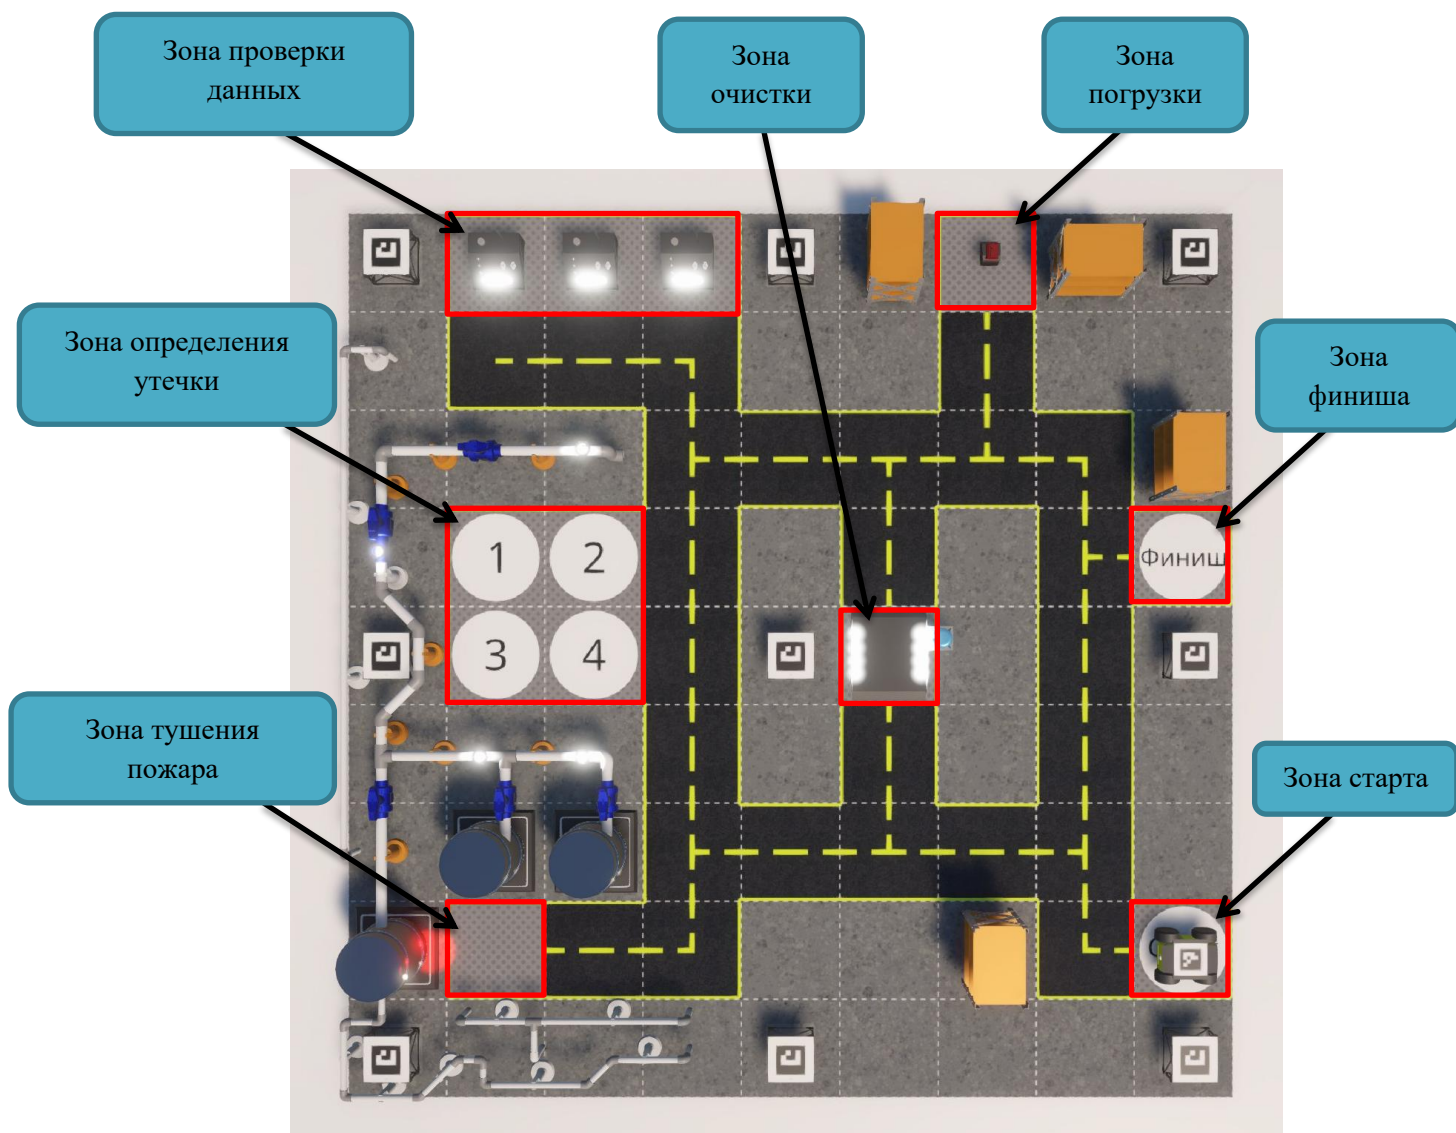 Зона проверки
данных
Зона
очистки
Зона
погрузки
Зона определения
утечки
Зона
финиша
1
2
Финиш
3
4
Зона тушения
пожара
Зона старта